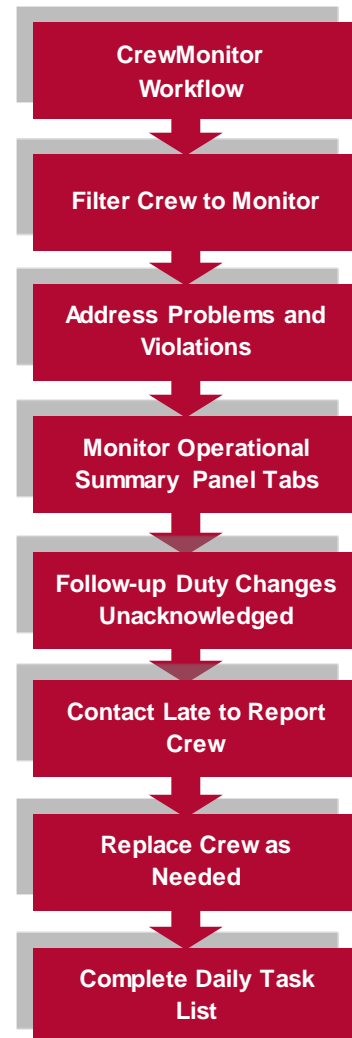 CrewMonitor
Workflow
Filter Crew to Monitor
Address Problems and
Violations
Monitor Operational
Summary Panel Tabs
Follow-up Duty Changes
Unacknowledged
Contact Late to Report
Crew
Replace Crew as
Needed
Complete Daily Task
List